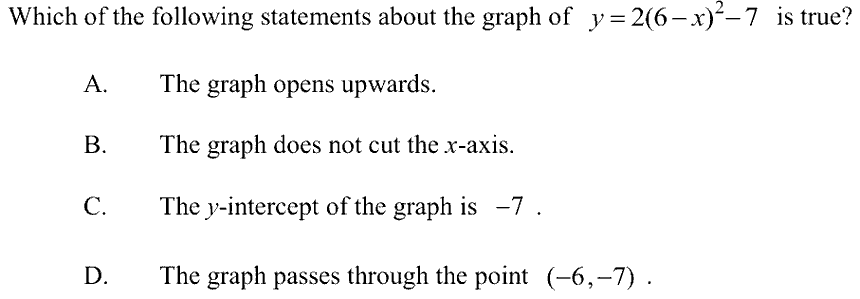 Which of the following statements about the graph of y = 2(6 − x)² − 7 is true?
A. The graph opens upwards.
B. The graph does not cut the x-axis.
C. The y-intercept of the graph is −7 .
D. The graph passes through the point (−6, −7) .